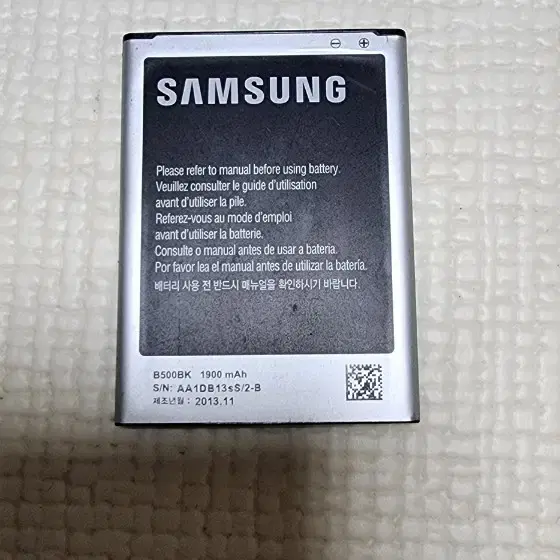 ⊖ ⊕
SAMSUNG
Please refer to manual before using battery.
Veuillez consulter le guide d'utilisation
avant d'utiliser la pile.
Referez-vous au mode d'emploi
avant d'utiliser la batterie.
Consulte o manual antes de usar a bateria.
Por favor lea el manual antes de utilizar la batería.
배터리 사용 전 반드시 매뉴얼을 확인하시기 바랍니다.
B500BK 1900 mAh
S/N: AA1DB13sS/2-B
제조년월 : 2013.11